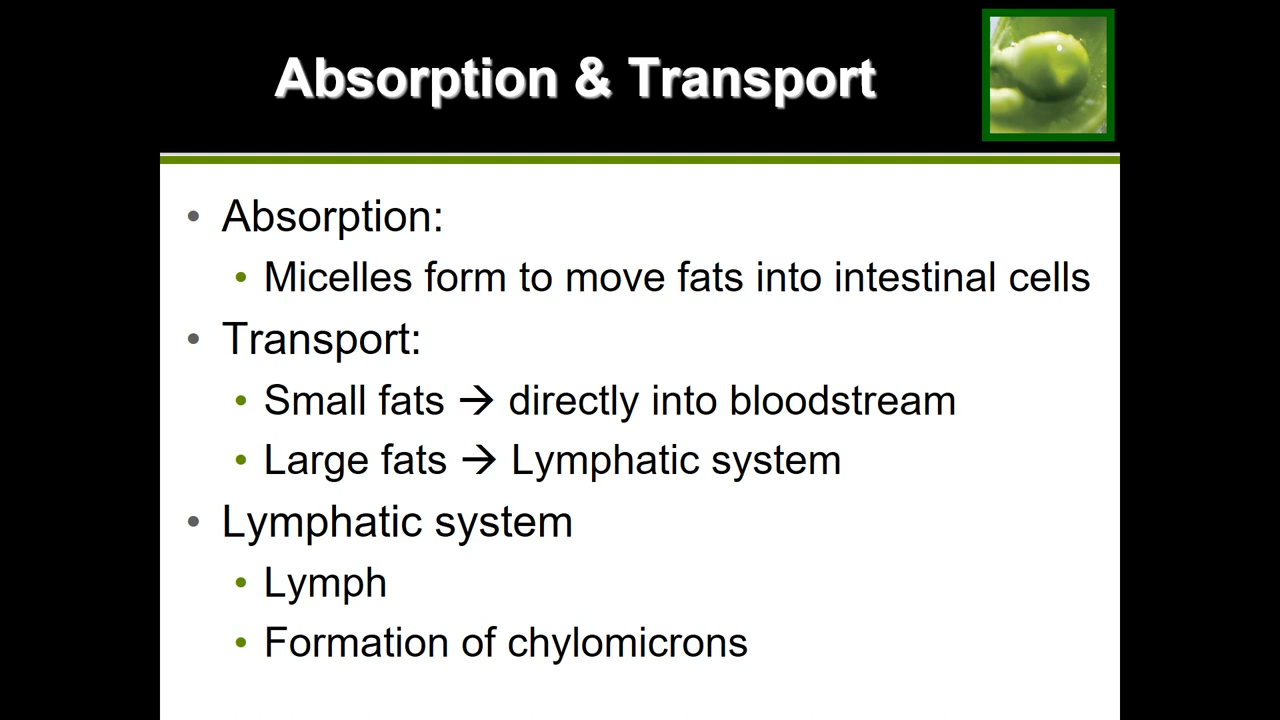 Absorption & Transport
• Absorption:
• Micelles form to move fats into intestinal cells
• Transport:
• Small fats → directly into bloodstream
• Large fats → Lymphatic system
• Lymphatic system
• Lymph
• Formation of chylomicrons